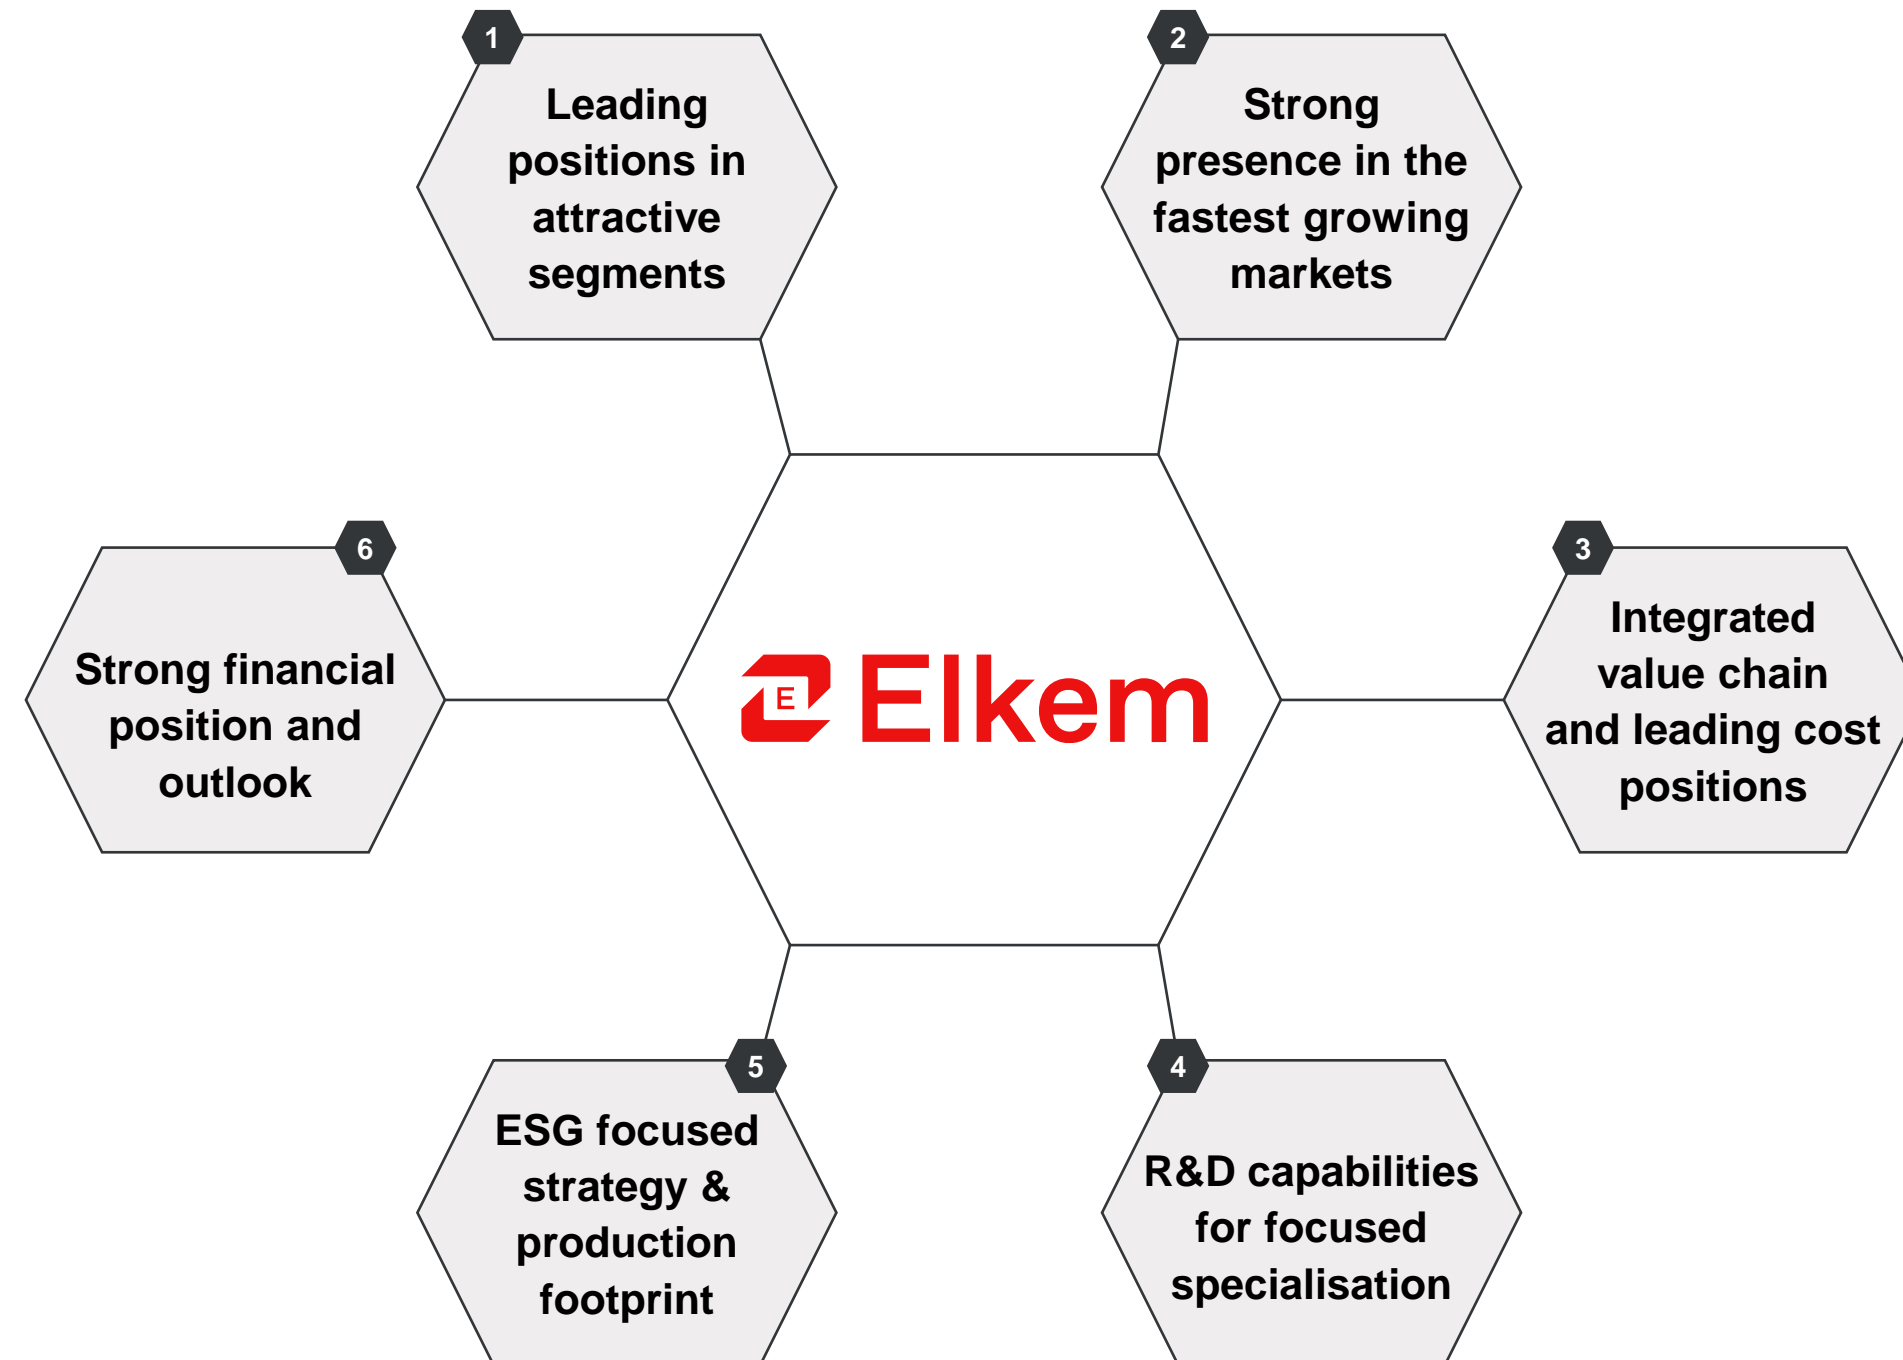 1
Leading
positions in
attractive
segments
2
Strong
presence in the
fastest growing
markets
6
Strong financial
position and
outlook
E
Elkem
3
Integrated
value chain
and leading cost
positions
5
ESG focused
strategy &
production
footprint
4
R&D capabilities
for focused
specialisation